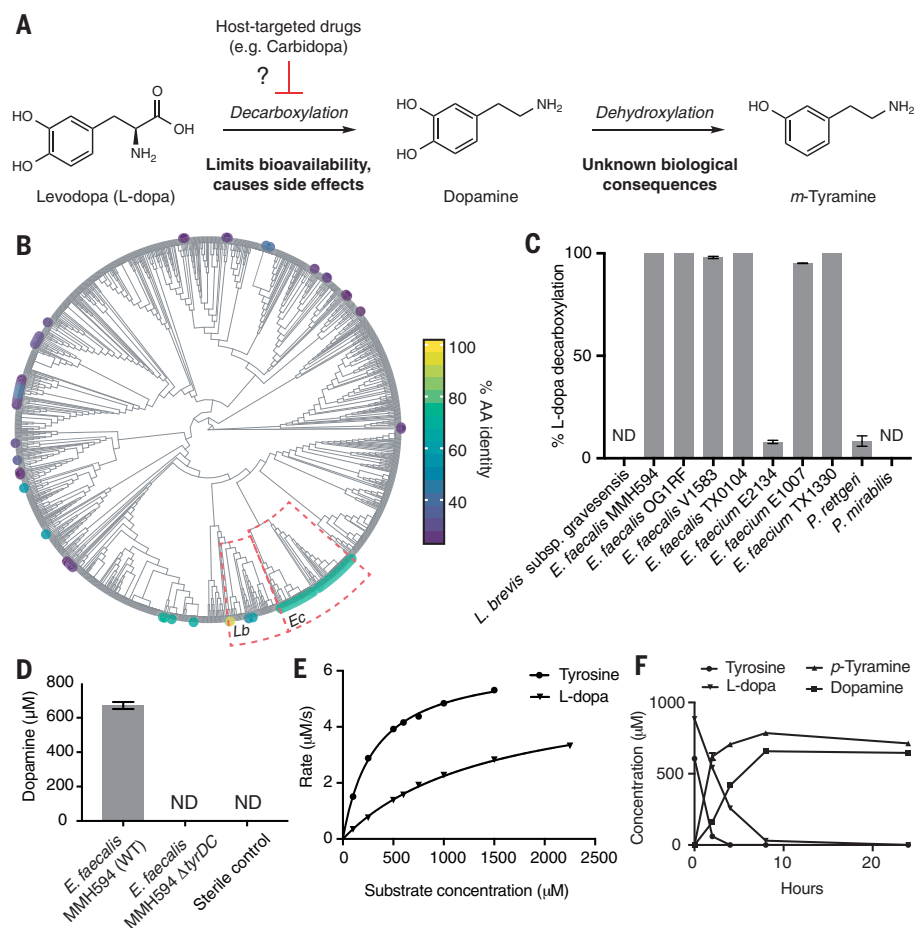 A
Host-targeted drugs
(e.g. Carbidopa)
?
Decarboxylation
Dehydroxylation
HO
HO
O
OH
NH2
HO
HO
NH2
HO
NH2
Limits bioavailability,
causes side effects
Unknown biological
consequences
Levodopa (L-dopa)
Dopamine
m-Tyramine
B
100
80
60
40
% AA identity
Lb
Ec
C
% L-dopa decarboxylation
100
50
0
ND
ND
L. brevis subsp. gravesensis
E. faecalis MMH594
E. faecalis OG1RF
E. faecalis V1583
E. faecalis TX0104
E. faecium E2134
E. faecium E1007
E. faecium TX1330
P. rettgeri
P. mirabilis
D
Dopamine (μM)
800
600
400
200
0
ND
ND
E. faecalis
MMH594 (WT)
E. faecalis
MMH594 ΔtyrDC
Sterile control
E
Tyrosine
L-dopa
Rate (μM/s)
6
4
2
0
0
500
1000
1500
2000
2500
Substrate concentration (μM)
F
Tyrosine
L-dopa
p-Tyramine
Dopamine
Concentration (μM)
1000
500
0
0
10
20
Hours